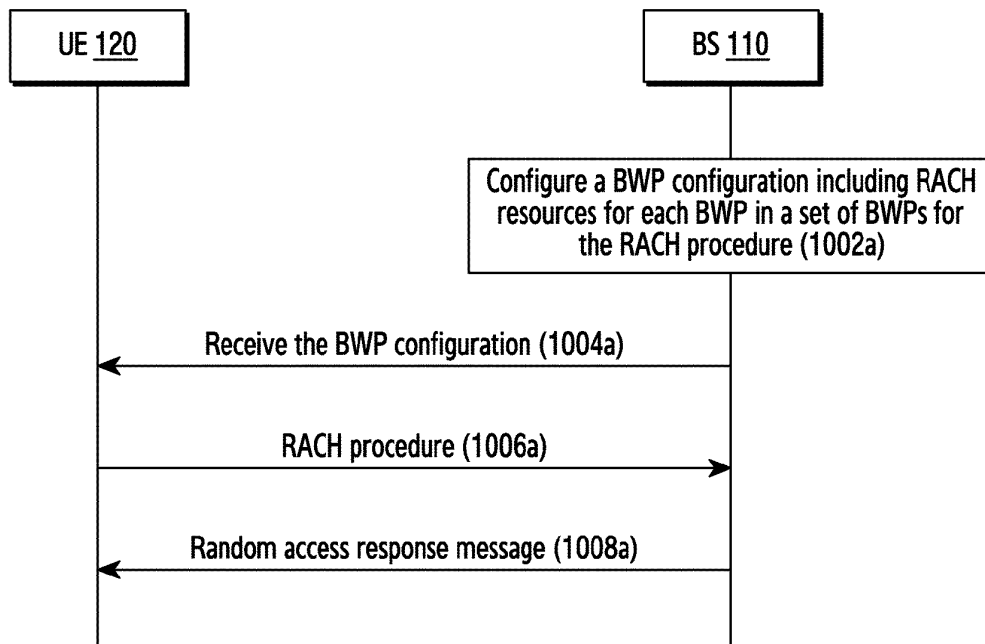 UE 120
BS 110
Configure a BWP configuration including RACH
resources for each BWP in a set of BWPs for
the RACH procedure (1002a)
Receive the BWP configuration (1004a)
RACH procedure (1006a)
Random access response message (1008a)